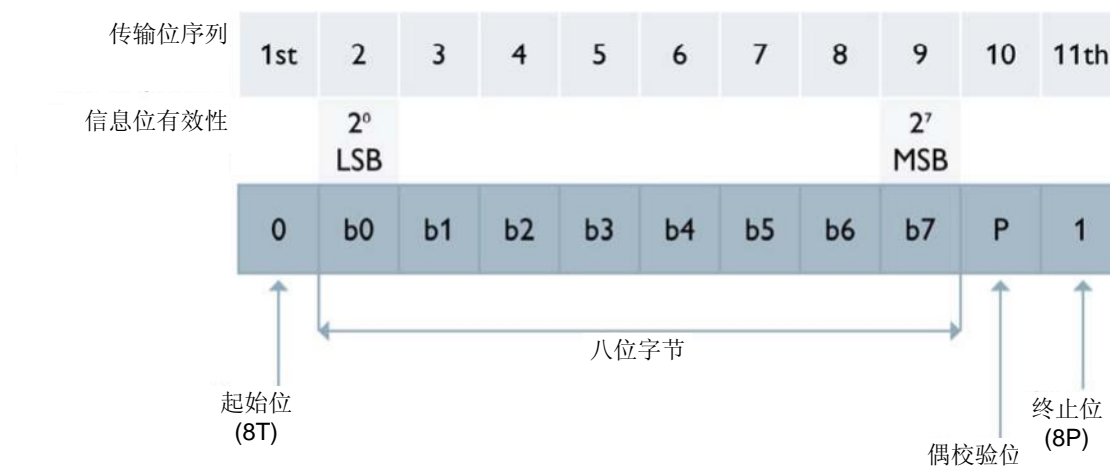 传输位序列
1st 2 3 4 5 6 7 8 9 10 11th
信息位有效性
2⁰ 2⁷
LSB MSB
0 b0 b1 b2 b3 b4 b5 b6 b7 P 1
八位字节
起始位
(8T)
终止位
(8P)
偶校验位